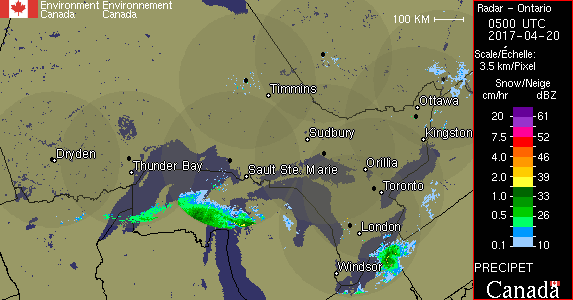 Environment Environnement
Canada Canada
100 KM
Timmins
Ottawa
Sudbury
Kingston
Dryden
Thunder Bay
Sault Ste. Marie
Orillia
Toronto
London
Windsor
Radar - Ontario
0500 UTC
2017-04-20
Scale/Échelle:
3.5 km/Pixel
Snow/Neige
cm/hr dBZ
20 61
7.5 52
4.0 46
2.0 39
1.0 33
0.5 26
0.1 10
PRECIPET
Canada